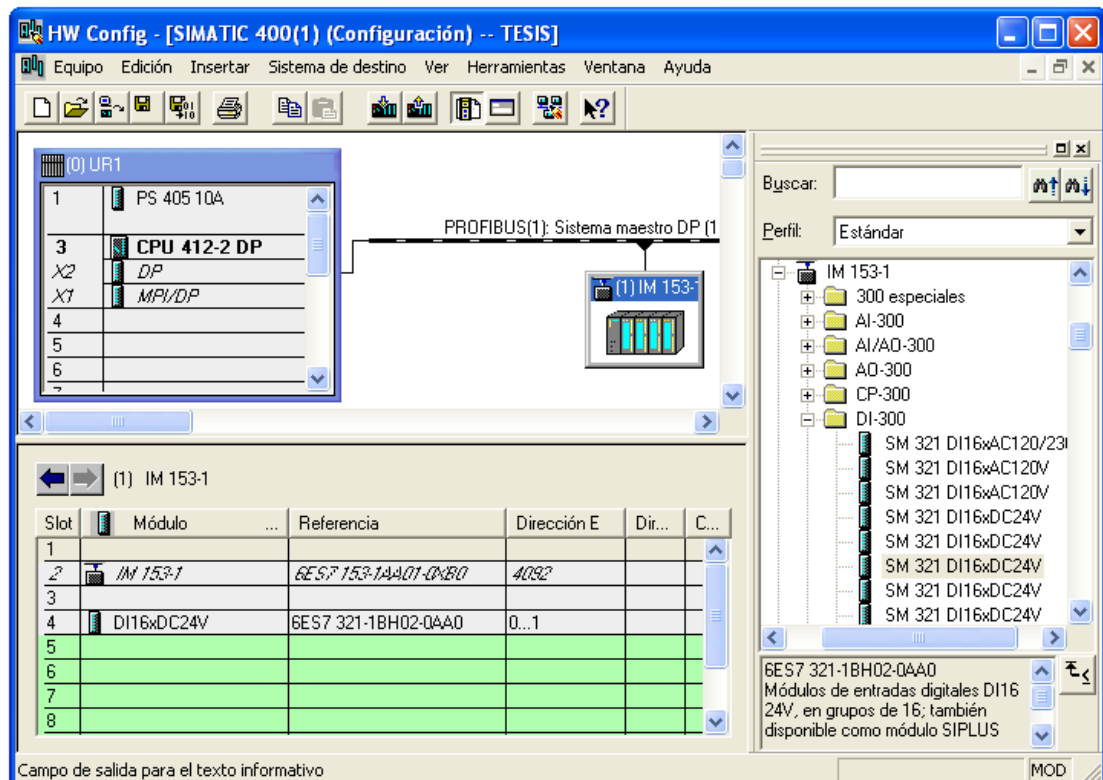 HW Config - [SIMATIC 400(1) (Configuración) -- TESIS]
Equipo Edición Insertar Sistema de destino Ver Herramientas Ventana Ayuda
(0) UR1
1 PS 405 10A
3 CPU 412-2 DP
X2 DP
X1 MPI/DP
4
5
6
PROFIBUS(1): Sistema maestro DP (1
(1) IM 153-1
(1) IM 153-1
Slot Módulo ... Referencia Dirección E Dir... C...
1
2 IM 153-1 6ES7 153-1AA01-0XB0 4092
3
4 DI16xDC24V 6ES7 321-1BH02-0AA0 0...1
5
6
7
8
Buscar:
Perfil: Estándar
IM 153-1
300 especiales
AI-300
AI/AO-300
AO-300
CP-300
DI-300
SM 321 DI16xAC120/23
SM 321 DI16xAC120V
SM 321 DI16xAC120V
SM 321 DI16xDC24V
SM 321 DI16xDC24V
SM 321 DI16xDC24V
SM 321 DI16xDC24V
SM 321 DI16xDC24V
6ES7 321-1BH02-0AA0
Módulos de entradas digitales DI16
24V, en grupos de 16; también
disponible como módulo SIPLUS
Campo de salida para el texto informativo MOD